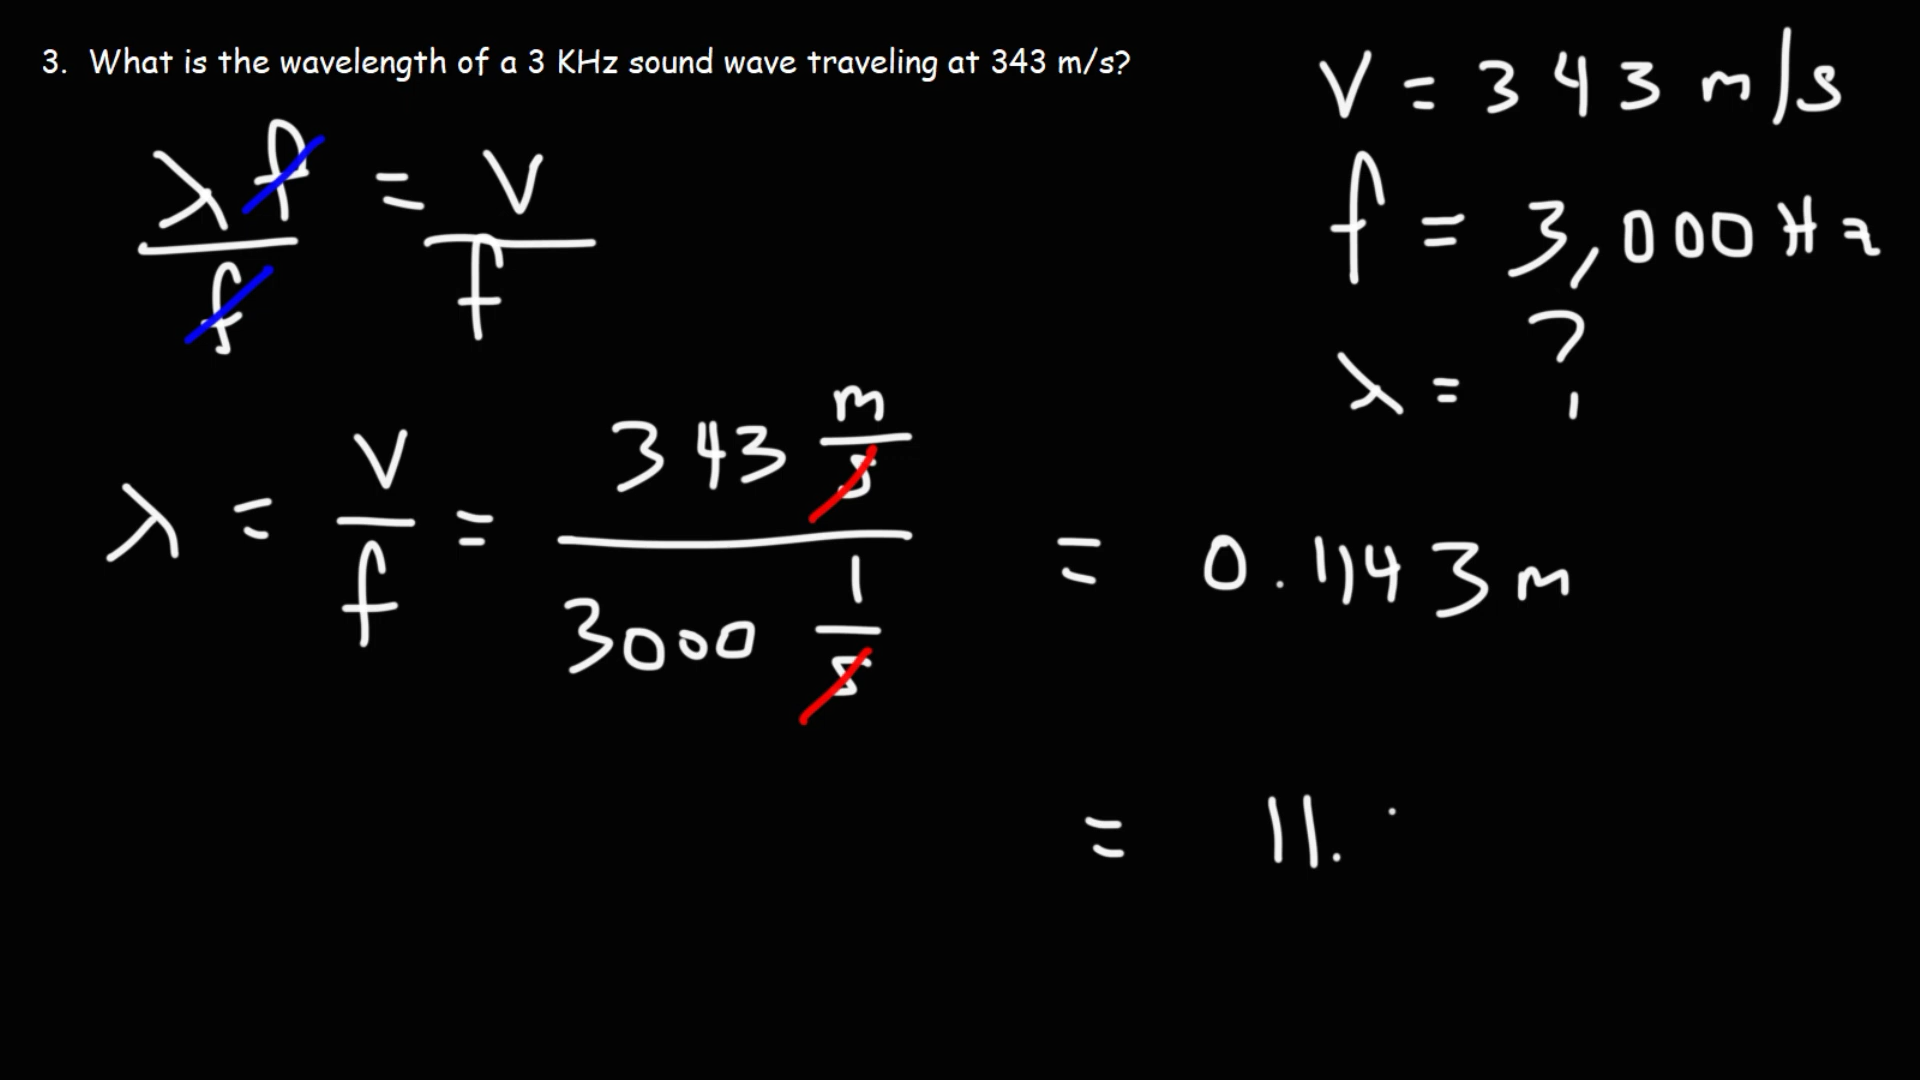 3. What is the wavelength of a 3 KHz sound wave traveling at 343 m/s?
V = 343 m/s
λf/f = V/f
f = 3,000 Hz
λ = ?
λ = V/f = 343 m/s / 3000 1/s = 0.1143 m
= 11.